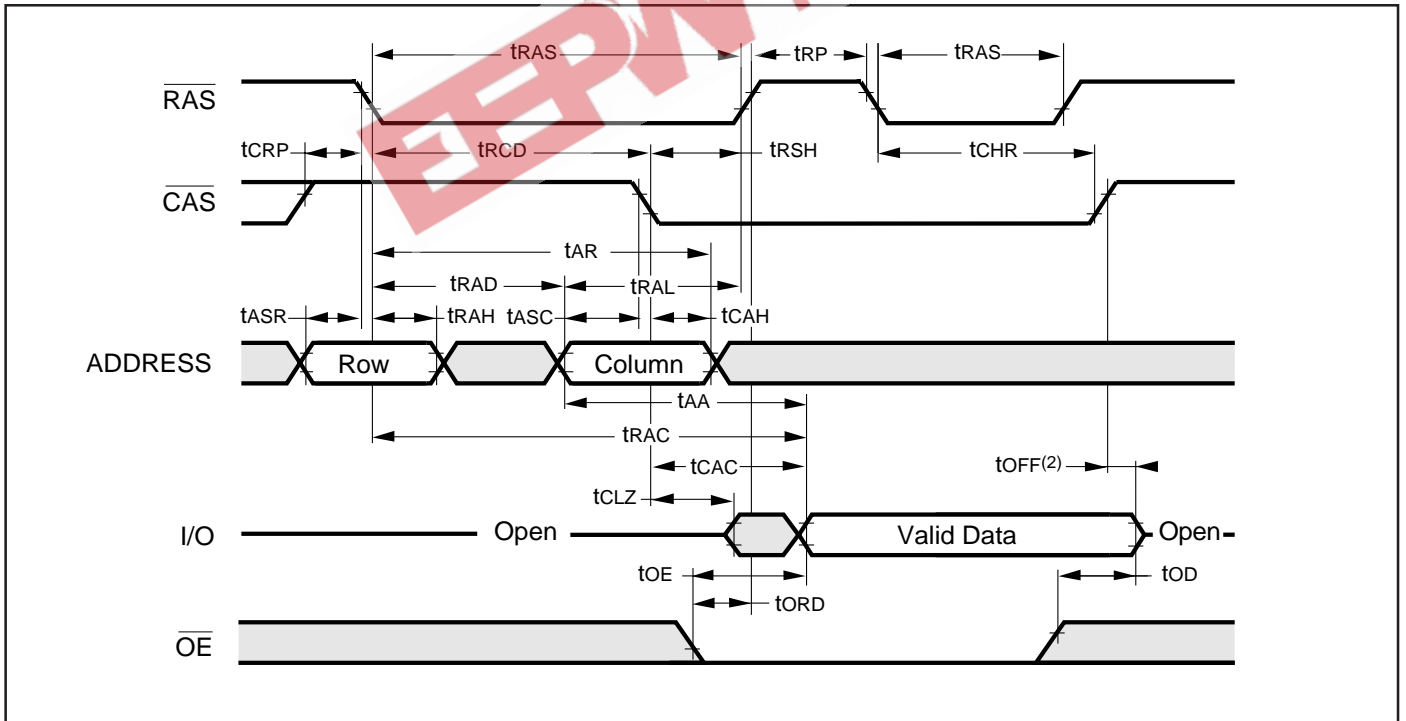 EEPW
tRAS tRP tRAS
RAS
tCRP tRCD tRSH tCHR
CAS
tAR
tRAD tRAL
tASR tRAH tASC tCAH
ADDRESS Row Column
tAA
tRAC
tCAC tOFF(2)
tCLZ
I/O Open Valid Data Open
tOE tOD
tORD
OE